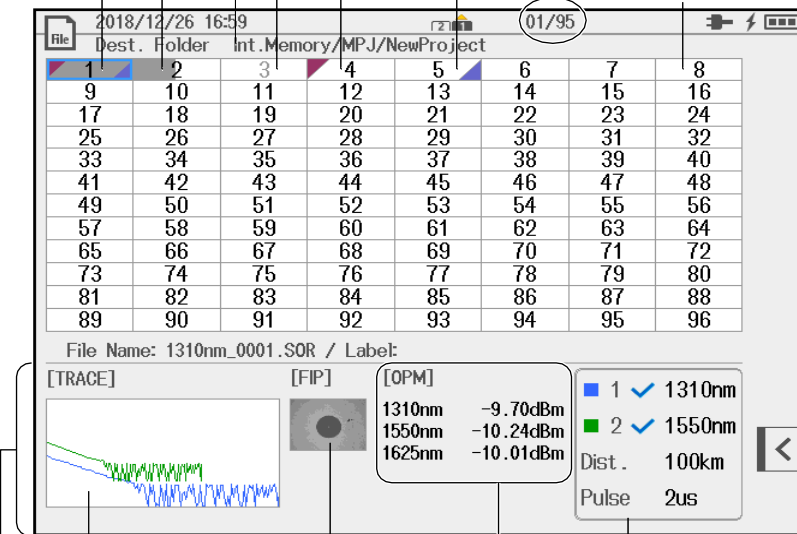 2018/12/26 16:59 2 1 01/95
File Dest. Folder Int.Memory/MPJ/NewProject
1 2 3 4 5 6 7 8
9 10 11 12 13 14 15 16
17 18 19 20 21 22 23 24
25 26 27 28 29 30 31 32
33 34 35 36 37 38 39 40
41 42 43 44 45 46 47 48
49 50 51 52 53 54 55 56
57 58 59 60 61 62 63 64
65 66 67 68 69 70 71 72
73 74 75 76 77 78 79 80
81 82 83 84 85 86 87 88
89 90 91 92 93 94 95 96
File Name: 1310nm_0001.SOR / Label:
[TRACE] [FIP] [OPM]
1310nm -9.70dBm
1550nm -10.24dBm
1625nm -10.01dBm
1 ✓ 1310nm
2 ✓ 1550nm
Dist. 100km
Pulse 2us